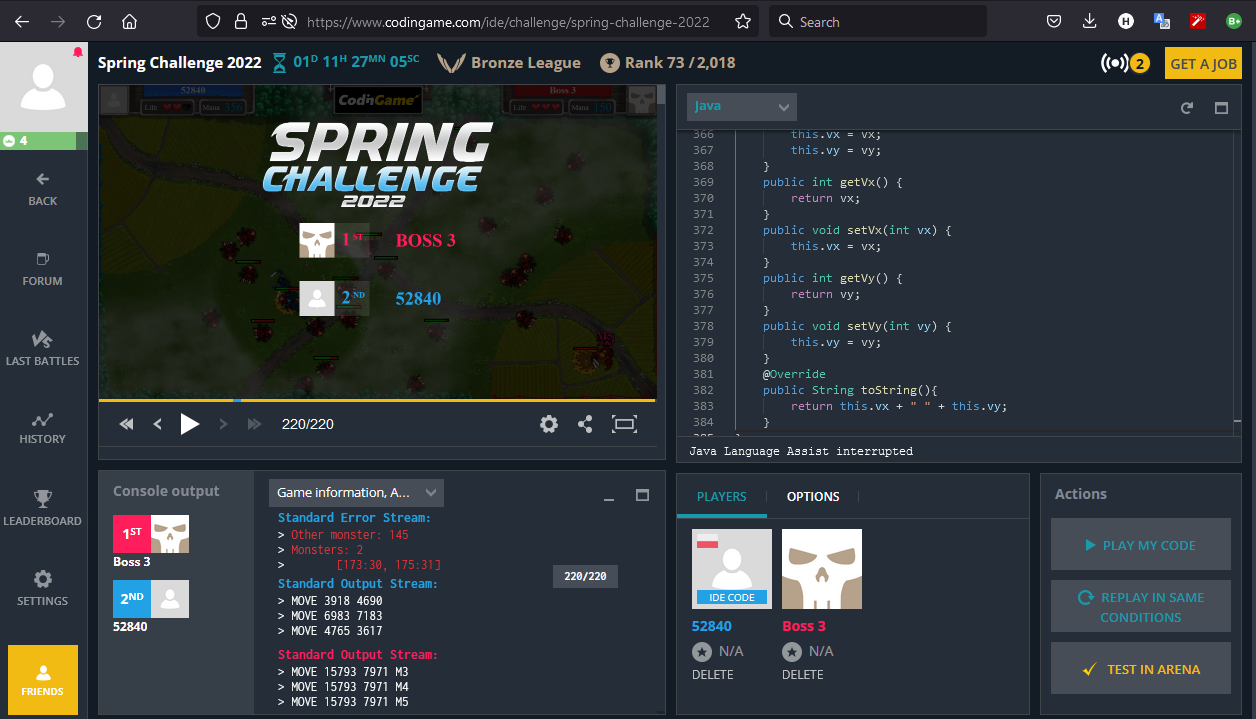 https://www.codingame.com/ide/challenge/spring-challenge-2022
Search
H
B+
4
BACK
FORUM
LAST BATTLES
HISTORY
LEADERBOARD
SETTINGS
FRIENDS
Spring Challenge 2022
01D 11H 27MN 05SC
Bronze League
Rank 73 / 2,018
2
GET A JOB
52840
Life
Mana 356
CodinGame
Boss 3
Life
Mana 150
SPRING
CHALLENGE
2022
1 ST BOSS 3
2 ND 52840
220/220
Console output
1ST
Boss 3
2ND
52840
Game information, A...
Standard Error Stream:
> Other monster: 145
> Monsters: 2
> [173:30, 175:31]
Standard Output Stream:
> MOVE 3918 4690
> MOVE 6983 7183
> MOVE 4765 3617
Standard Output Stream:
> MOVE 15793 7971 M3
> MOVE 15793 7971 M4
> MOVE 15793 7971 M5
220/220
Java
366 this.vx = vx;
367 this.vy = vy;
368 }
369 public int getVx() {
370 return vx;
371 }
372 public void setVx(int vx) {
373 this.vx = vx;
374 }
375 public int getVy() {
376 return vy;
377 }
378 public void setVy(int vy) {
379 this.vy = vy;
380 }
381 @Override
382 public String toString(){
383 return this.vx + " " + this.vy;
384 }
Java Language Assist interrupted
PLAYERS
OPTIONS
IDE CODE
52840
N/A
DELETE
Boss 3
N/A
DELETE
Actions
PLAY MY CODE
REPLAY IN SAME
CONDITIONS
TEST IN ARENA